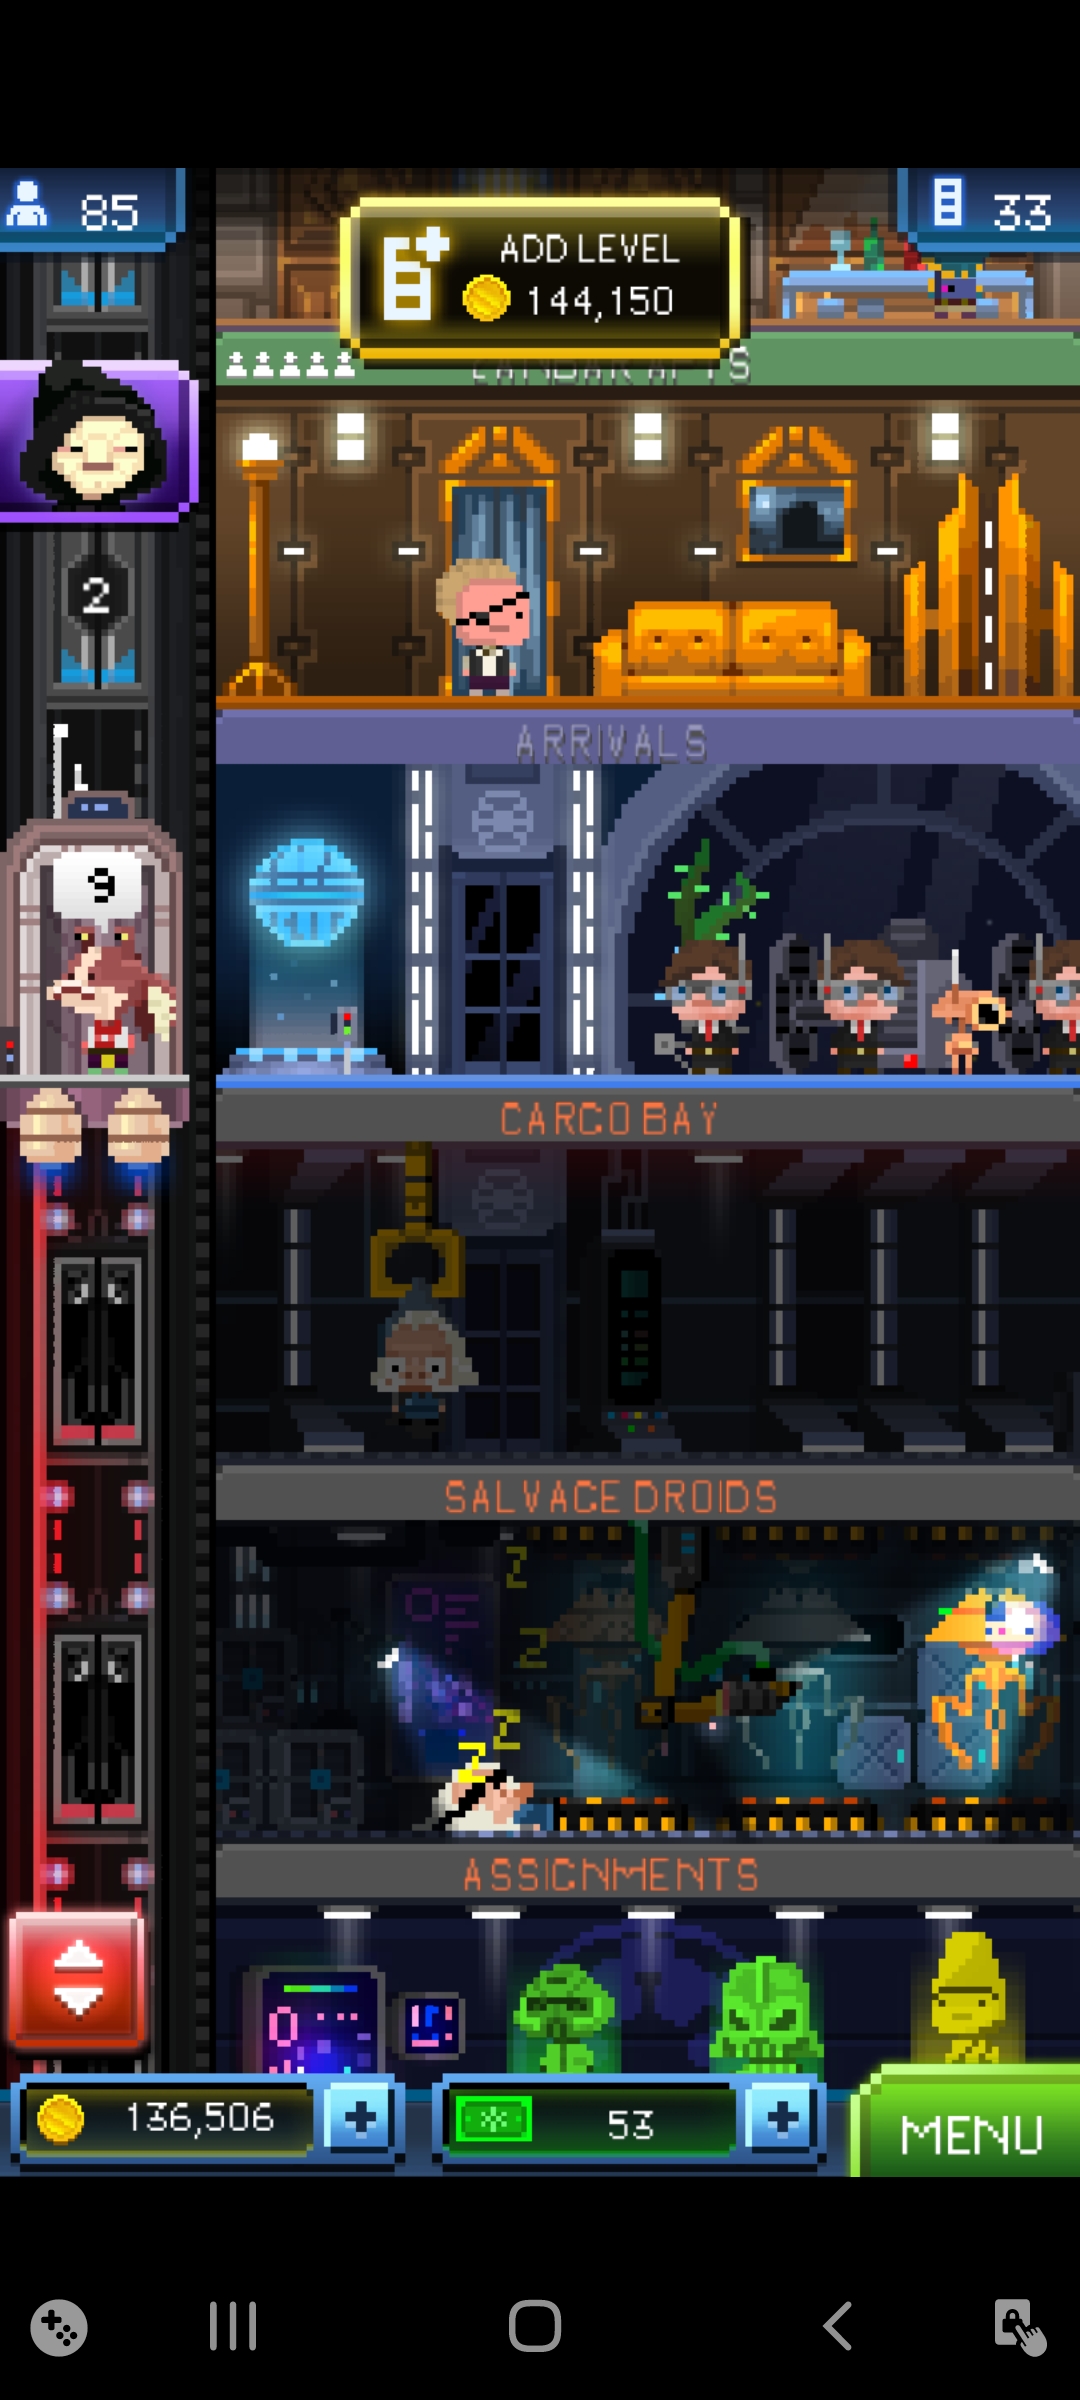 85
ADD LEVEL
144,150
33
2
ARRIVALS
9
CARGO BAY
SALVAGE DROIDS
Z
Z
Z
Z
ASSIGNMENTS
136,506
53
MENU